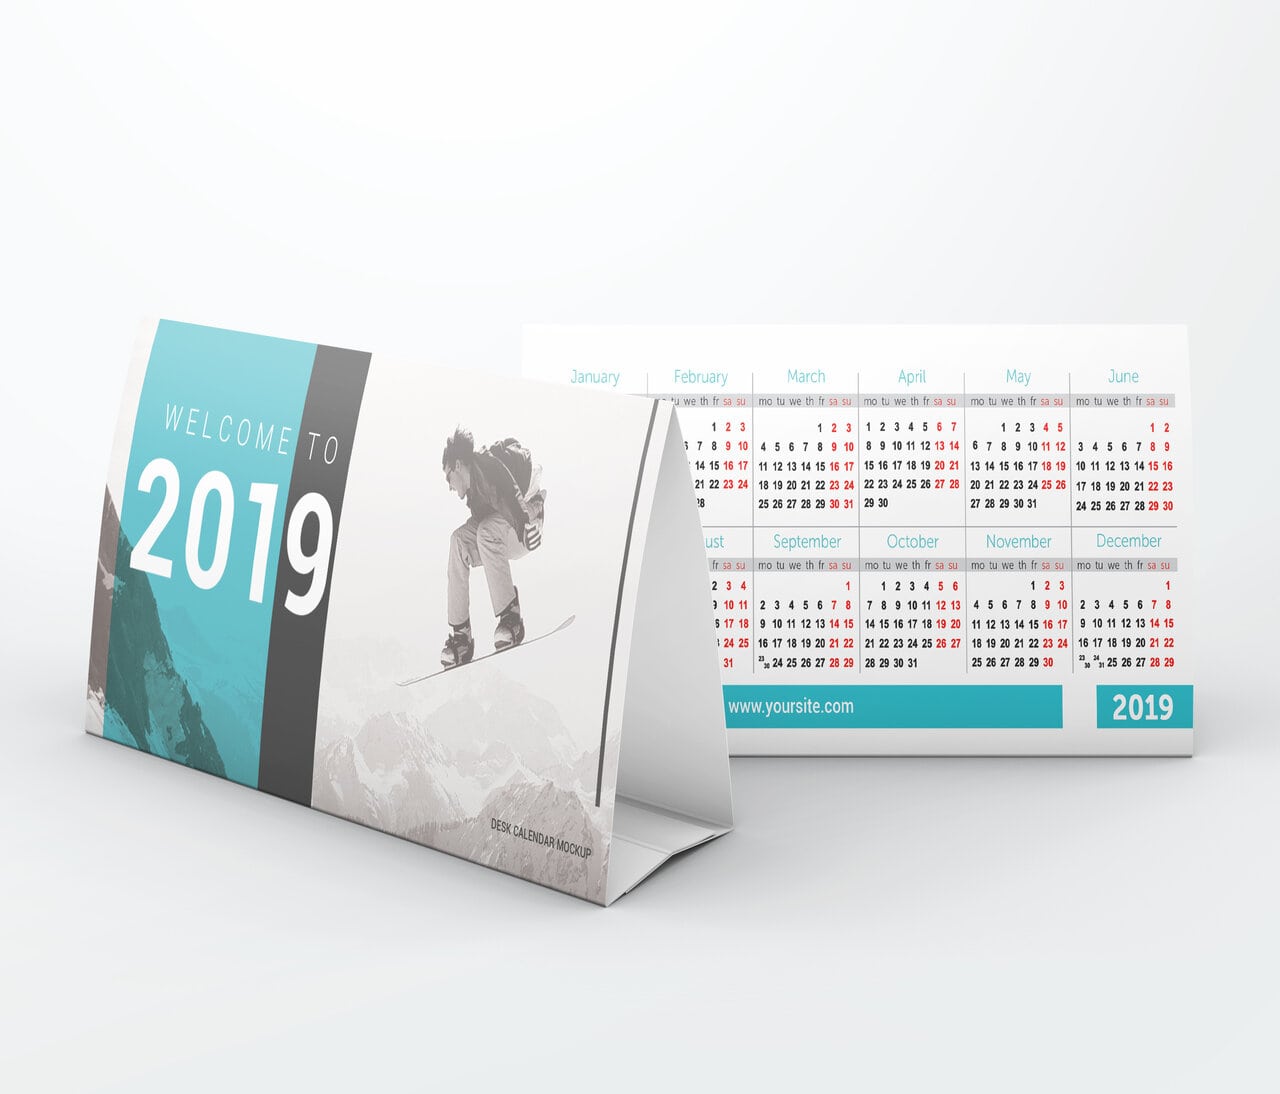 WELCOME TO
2019
DESK CALENDAR MOCKUP
January
February
March
April
May
June
tu we th fr sa su
mo tu we th fr sa su
mo tu we th fr sa su
mo tu we th fr sa su
mo tu we th fr sa su
1 2 3
1 2 3
1 2 3 4 5 6 7
1 2 3 4 5
1 2
7 8 9 10
4 5 6 7 8 9 10
8 9 10 11 12 13 14
6 7 8 9 10 11 12
3 4 5 6 7 8 9
14 15 16 17
11 12 13 14 15 16 17
15 16 17 18 19 20 21
13 14 15 16 17 18 19
10 11 12 13 14 15 16
21 22 23 24
18 19 20 21 22 23 24
22 23 24 25 26 27 28
20 21 22 23 24 25 26
17 18 19 20 21 22 23
28
25 26 27 28 29 30 31
29 30
27 28 29 30 31
24 25 26 27 28 29 30
ust
September
October
November
December
fr sa su
mo tu we th fr sa su
mo tu we th fr sa su
mo tu we th fr sa su
mo tu we th fr sa su
2 3 4
1
1 2 3 4 5 6
1 2 3
1
9 10 11
2 3 4 5 6 7 8
7 8 9 10 11 12 13
4 5 6 7 8 9 10
2 3 4 5 6 7 8
16 17 18
9 10 11 12 13 14 15
14 15 16 17 18 19 20
11 12 13 14 15 16 17
9 10 11 12 13 14 15
23 24 25
16 17 18 19 20 21 22
21 22 23 24 25 26 27
18 19 20 21 22 23 24
16 17 18 19 20 21 22
31
23 30 24 25 26 27 28 29
28 29 30 31
25 26 27 28 29 30
23 30 24 31 25 26 27 28 29
www.yoursite.com
2019